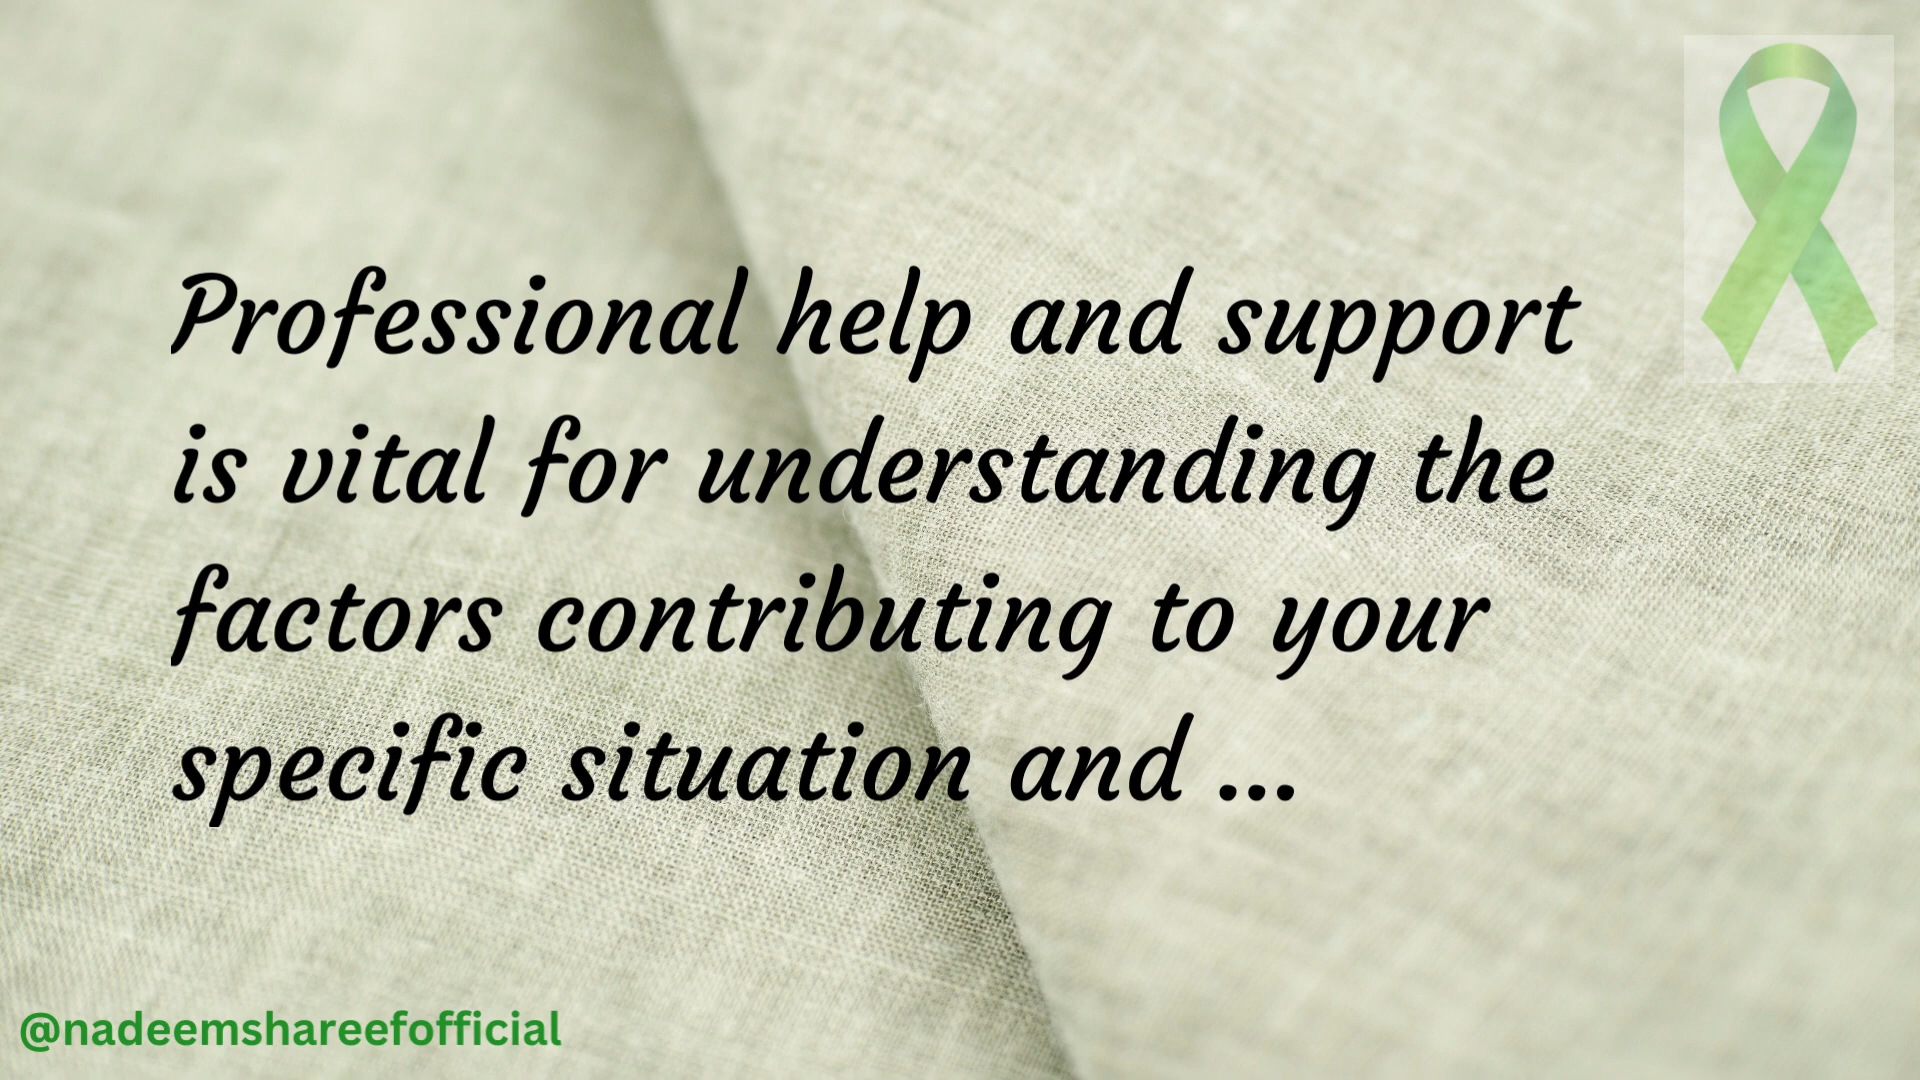 Professional help and support
is vital for understanding the
factors contributing to your
specific situation and ...
@nadeemshareefofficial